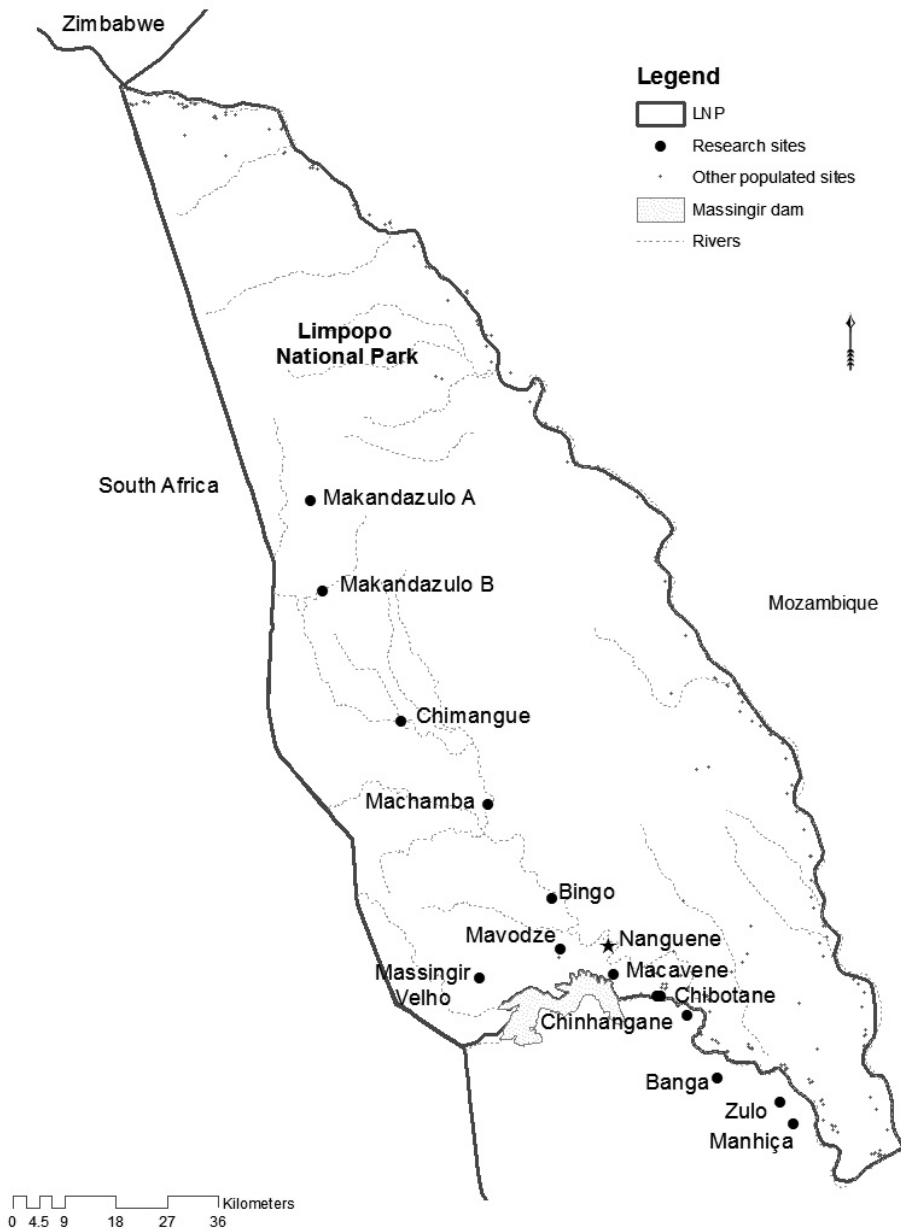 Zimbabwe
Legend
LNP
Research sites
Other populated sites
Massingir dam
Rivers
Limpopo
National Park
South Africa
Makandazulo A
Makandazulo B
Mozambique
Chimangue
Machamba
Bingo
Mavodze
Nanguene
Massingir
Velho
Macavene
Chibotane
Chinhangane
Banga
Zulo
Manhiça
Kilometers
0 4.5 9 18 27 36